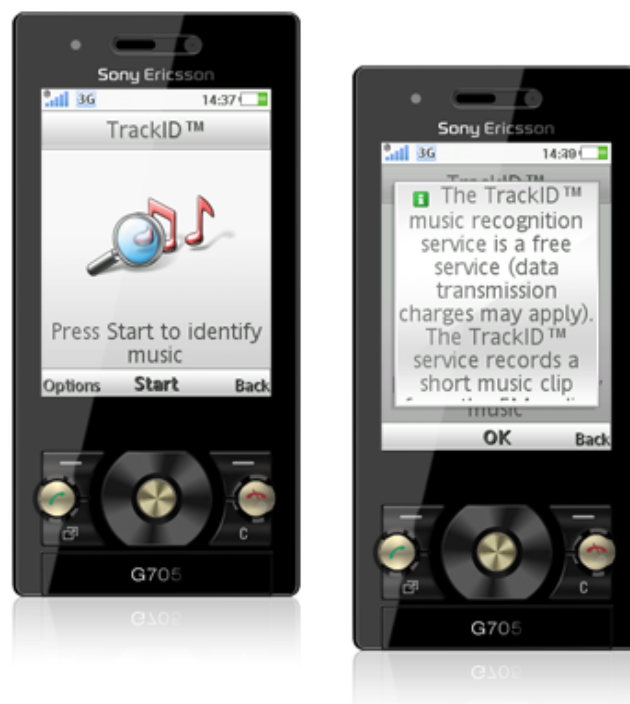 Sony Ericsson
3G 14:37
TrackID™
Press Start to identify
music
Options Start Back
C
G705
Sony Ericsson
3G 14:39
TrackID™
The TrackID™
music recognition
service is a free
service (data
transmission
charges may apply).
The TrackID™
service records a
short music clip
music
OK Back
C
G705